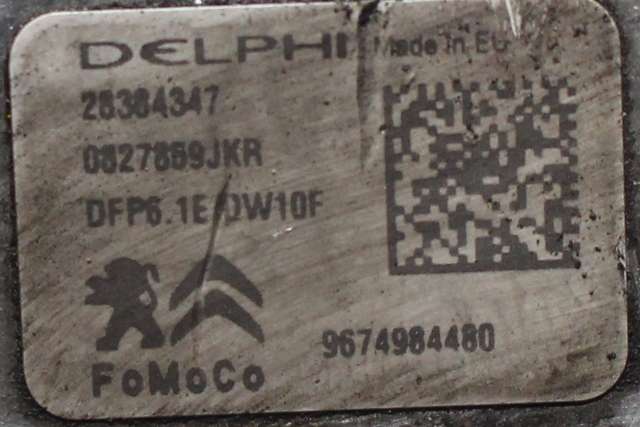 DELPHI Made in EU
28384347
0827859JKR
DFP6.1E/DW10F
9674984480
FoMoCo